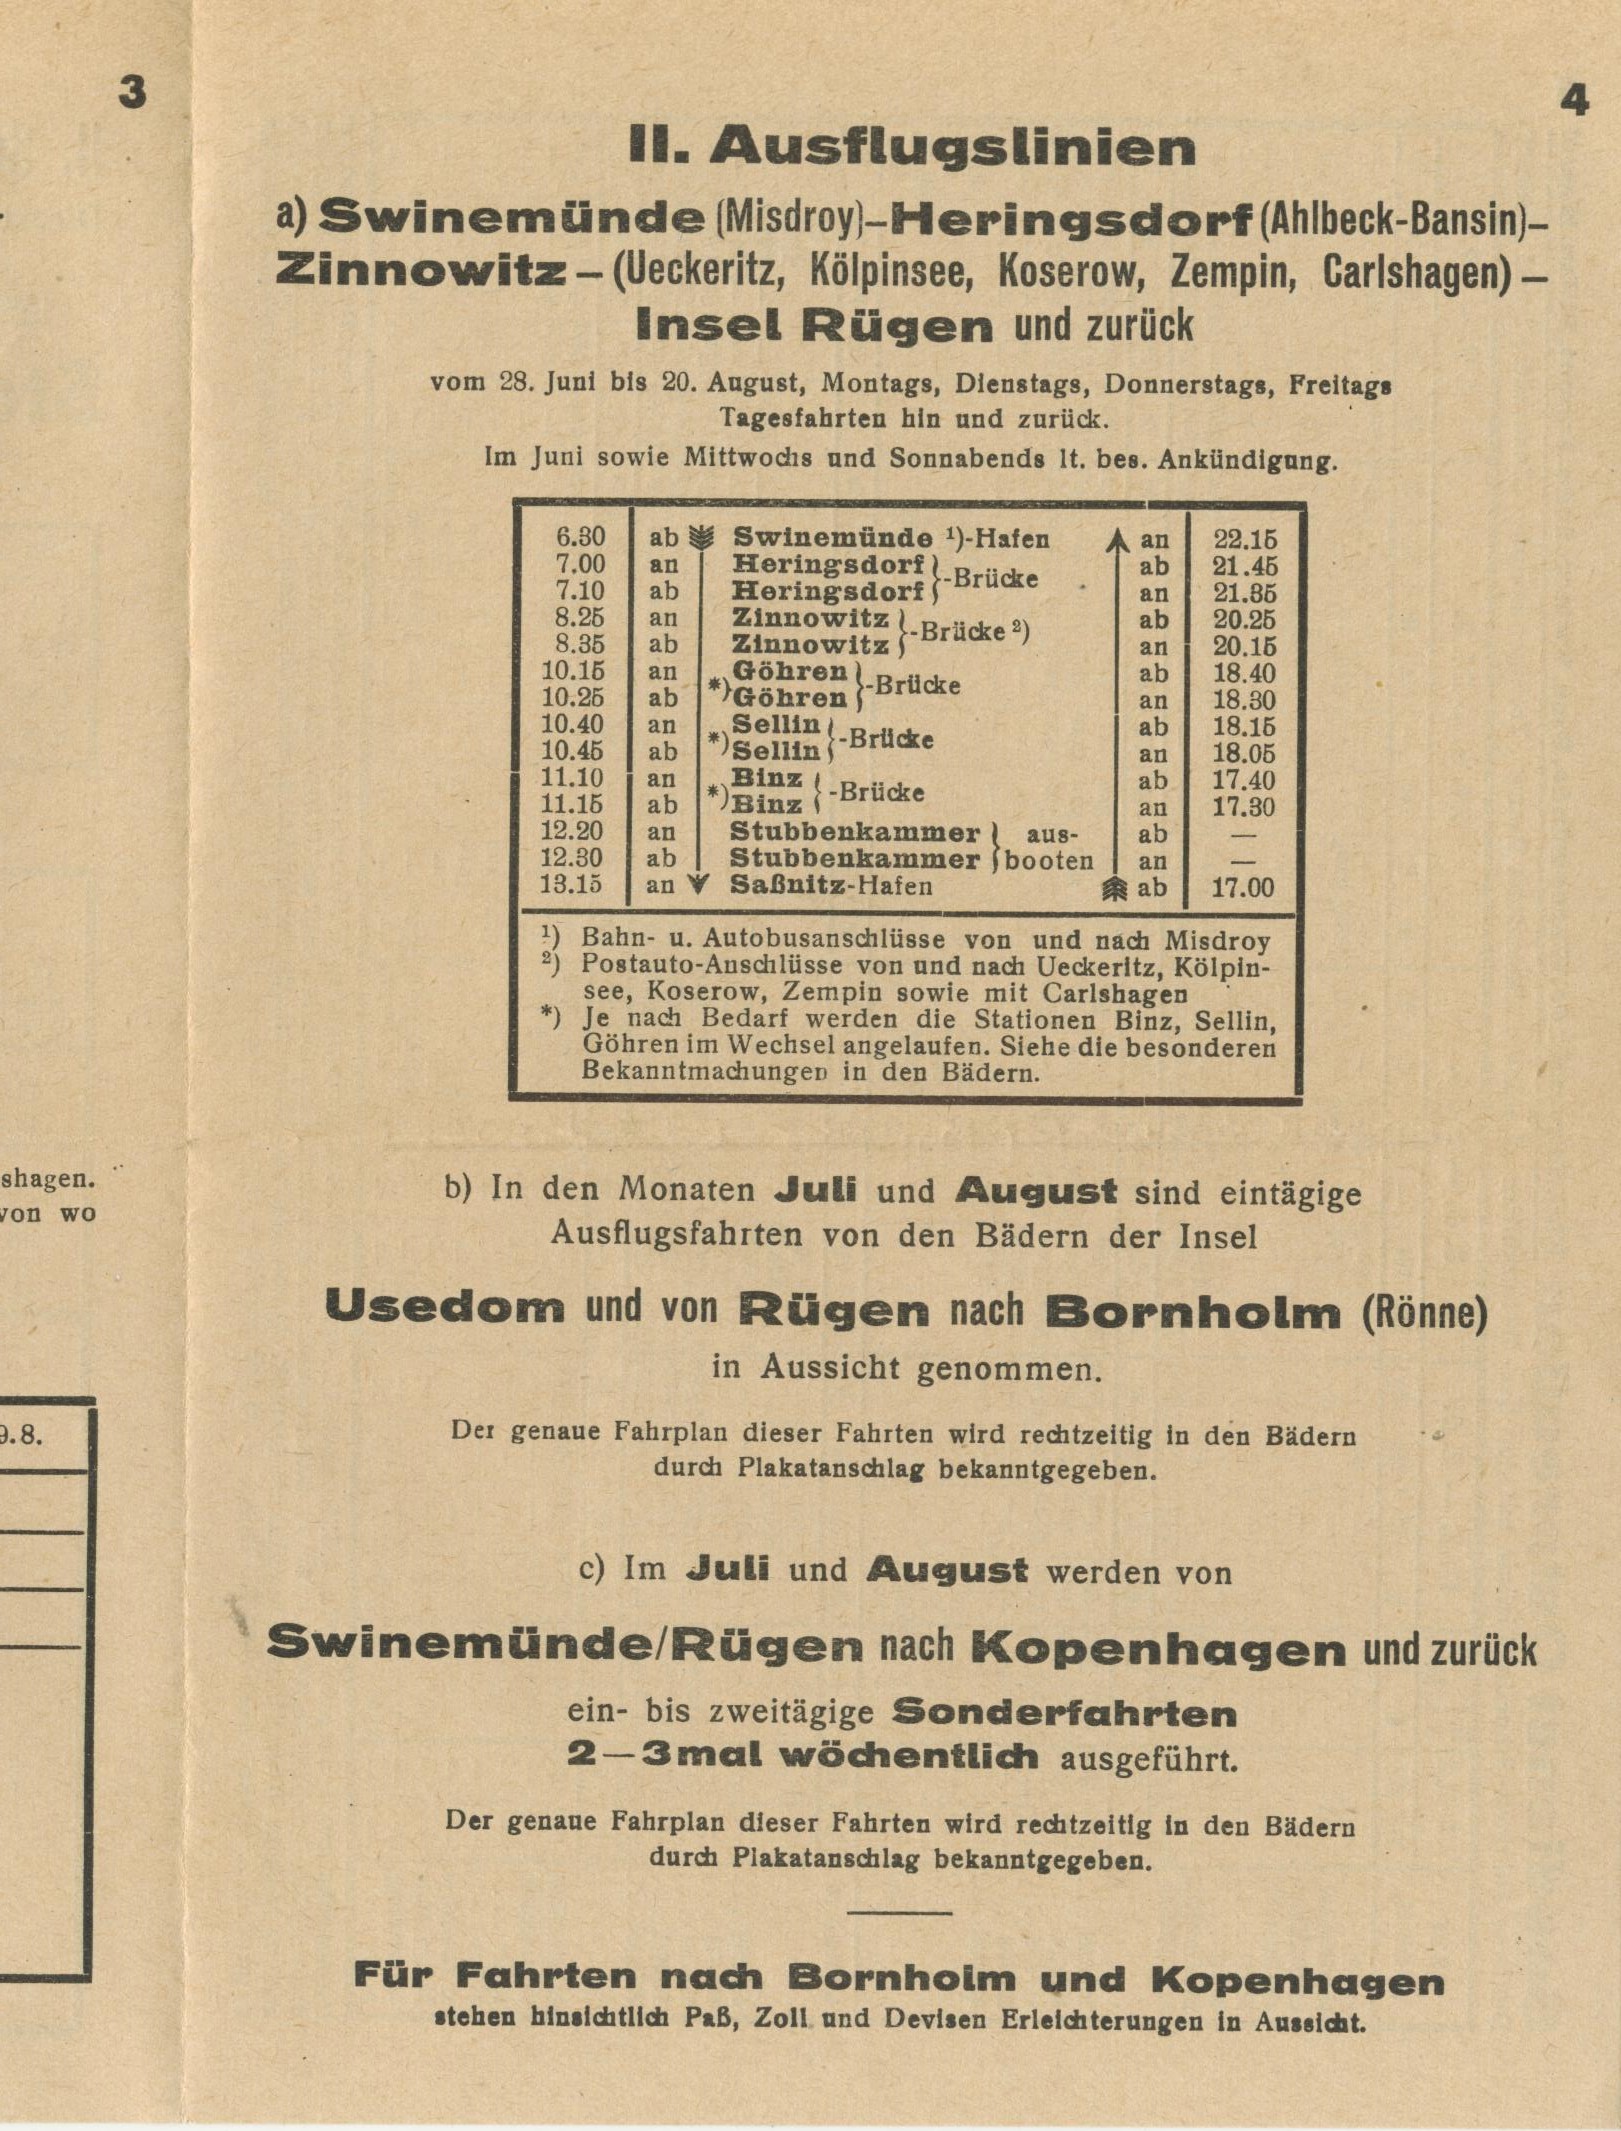 3
shagen.
von wo
9.8.
4
II. Ausflugslinien
a) Swinemünde (Misdroy)–Heringsdorf (Ahlbeck-Bansin)–
Zinnowitz – (Ueckeritz, Kölpinsee, Koserow, Zempin, Carlshagen) –
Insel Rügen und zurück
vom 28. Juni bis 20. August, Montags, Dienstags, Donnerstags, Freitags
Tagesfahrten hin und zurück.
Im Juni sowie Mittwochs und Sonnabends lt. bes. Ankündigung.
6.30 ab Swinemünde ¹)-Hafen an 22.15
7.00 an Heringsdorf -Brücke ab 21.45
7.10 ab Heringsdorf an 21.35
8.25 an Zinnowitz -Brücke ²) ab 20.25
8.35 ab Zinnowitz an 20.15
10.15 an *) Göhren -Brücke ab 18.40
10.25 ab Göhren an 18.30
10.40 an *) Sellin -Brücke ab 18.15
10.45 ab Sellin an 18.05
11.10 an *) Binz -Brücke ab 17.40
11.15 ab Binz an 17.30
12.20 an Stubbenkammer aus- ab —
12.30 ab Stubbenkammer booten an —
13.15 an Saßnitz-Hafen ab 17.00
¹) Bahn- u. Autobusanschlüsse von und nach Misdroy
²) Postauto-Anschlüsse von und nach Ueckeritz, Kölpin-
see, Koserow, Zempin sowie mit Carlshagen
*) Je nach Bedarf werden die Stationen Binz, Sellin,
Göhren im Wechsel angelaufen. Siehe die besonderen
Bekanntmachungen in den Bädern.
b) In den Monaten Juli und August sind eintägige
Ausflugsfahrten von den Bädern der Insel
Usedom und von Rügen nach Bornholm (Rönne)
in Aussicht genommen.
Der genaue Fahrplan dieser Fahrten wird rechtzeitig in den Bädern
durch Plakatanschlag bekanntgegeben.
c) Im Juli und August werden von
Swinemünde/Rügen nach Kopenhagen und zurück
ein- bis zweitägige Sonderfahrten
2—3mal wöchentlich ausgeführt.
Der genaue Fahrplan dieser Fahrten wird rechtzeitig in den Bädern
durch Plakatanschlag bekanntgegeben.
Für Fahrten nach Bornholm und Kopenhagen
stehen hinsichtlich Paß, Zoll und Devisen Erleichterungen in Aussicht.